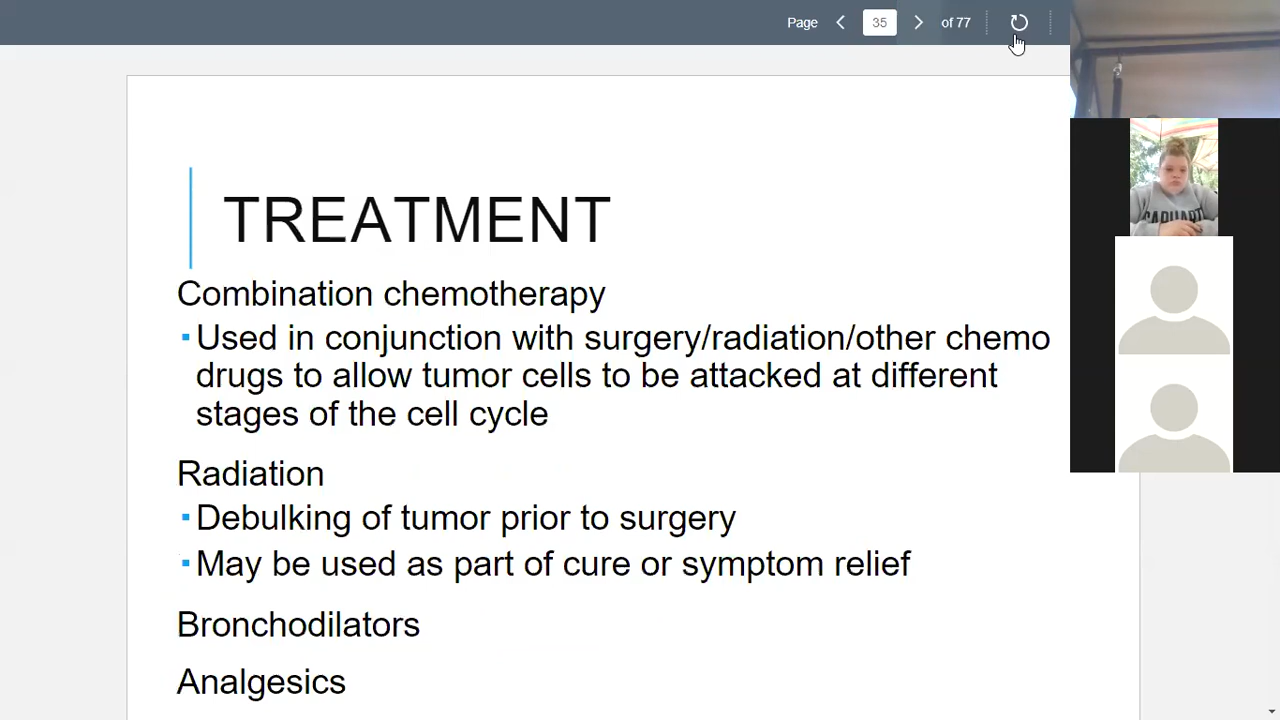 Page 35 of 77
TREATMENT
Combination chemotherapy
▪Used in conjunction with surgery/radiation/other chemo
drugs to allow tumor cells to be attacked at different
stages of the cell cycle
Radiation
▪Debulking of tumor prior to surgery
▪May be used as part of cure or symptom relief
Bronchodilators
Analgesics
CARHARTT